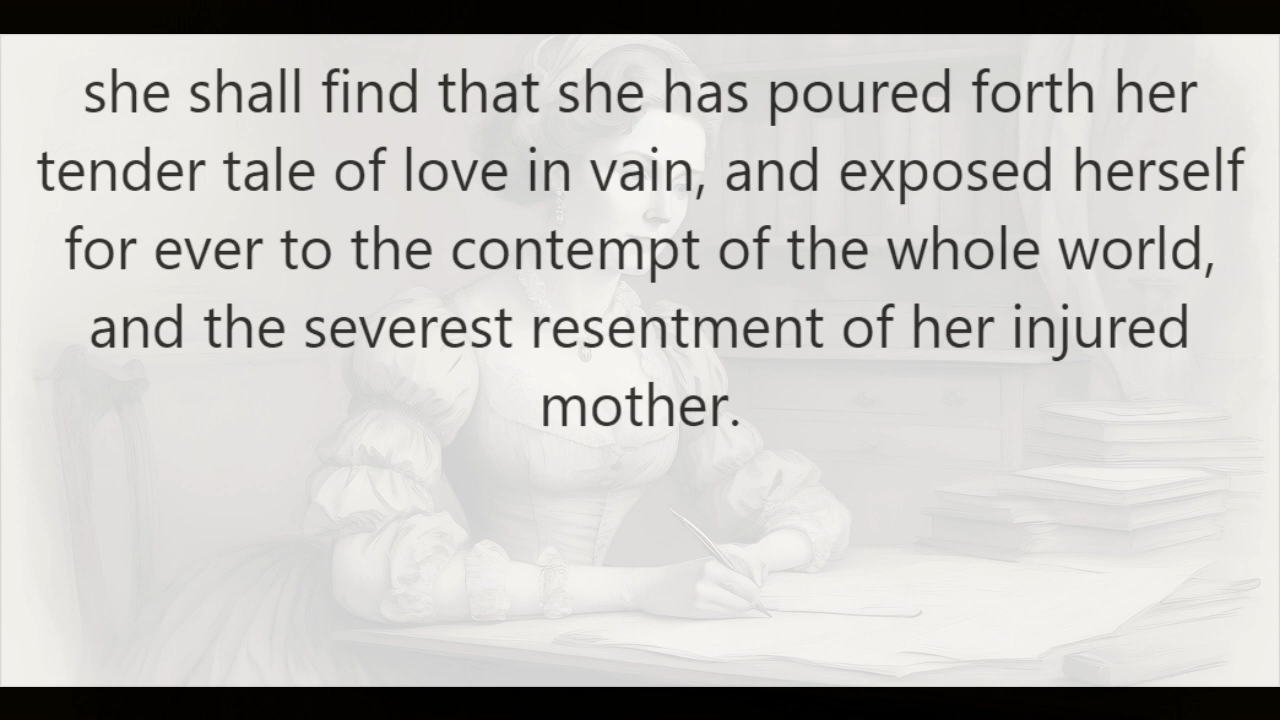 she shall find that she has poured forth her
tender tale of love in vain, and exposed herself
for ever to the contempt of the whole world,
and the severest resentment of her injured
mother.